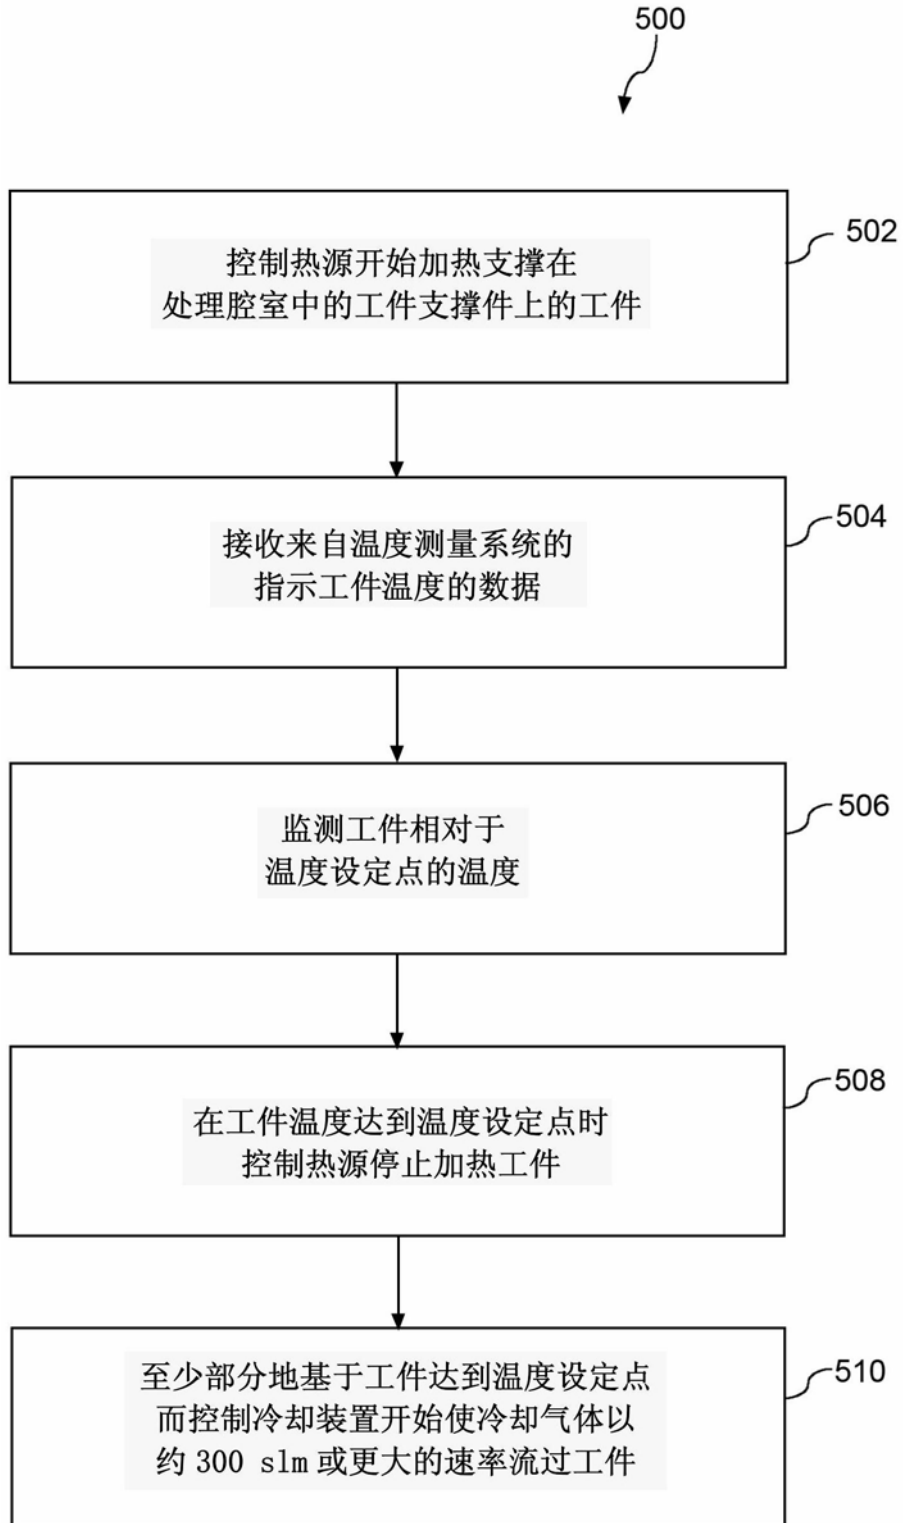 500
控制热源开始加热支撑在
处理腔室中的工件支撑件上的工件
502
接收来自温度测量系统的
指示工件温度的数据
504
监测工件相对于
温度设定点的温度
506
在工件温度达到温度设定点时
控制热源停止加热工件
508
至少部分地基于工件达到温度设定点
而控制冷却装置开始使冷却气体以
约 300 slm 或更大的速率流过工件
510